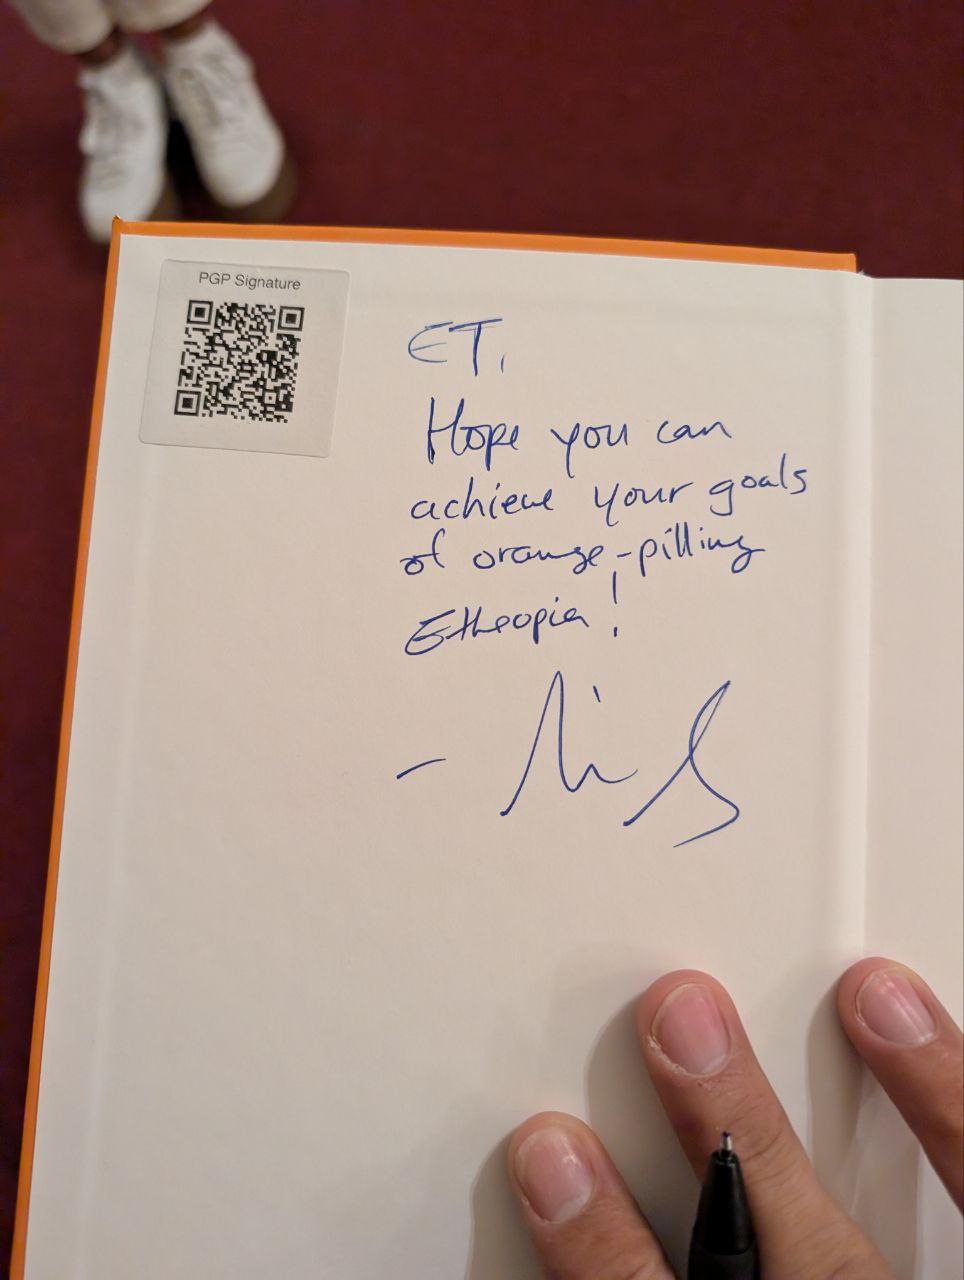 PGP Signature
ET,
Hope you can
achieve your goals
of orange-pilling
Etheopia!